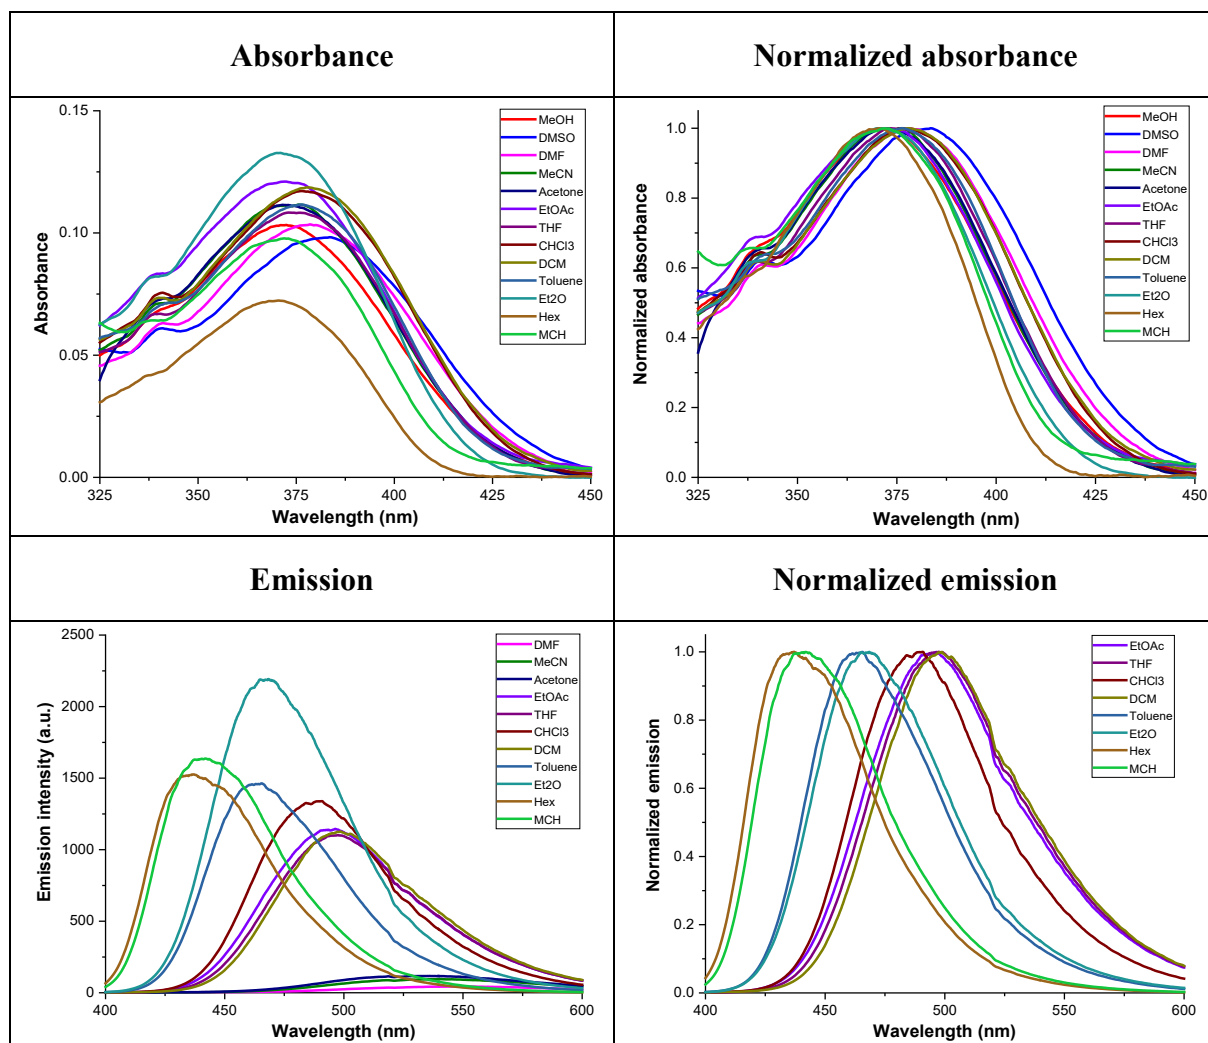 Absorbance
Normalized absorbance
0.15
0.10
0.05
0.00
Absorbance
325
350
375
400
425
450
Wavelength (nm)
MeOH
DMSO
DMF
MeCN
Acetone
EtOAc
THF
CHCl3
DCM
Toluene
Et2O
Hex
MCH
1.0
0.8
0.6
0.4
0.2
0.0
Normalized absorbance
325
350
375
400
425
450
Wavelength (nm)
MeOH
DMSO
DMF
MeCN
Acetone
EtOAc
THF
CHCl3
DCM
Toluene
Et2O
Hex
MCH
Emission
Normalized emission
2500
2000
1500
1000
500
0
Emission intensity (a.u.)
400
450
500
550
600
Wavelength (nm)
DMF
MeCN
Acetone
EtOAc
THF
CHCl3
DCM
Toluene
Et2O
Hex
MCH
1.0
0.8
0.6
0.4
0.2
0.0
Normalized emission
400
450
500
550
600
Wavelength (nm)
EtOAc
THF
CHCl3
DCM
Toluene
Et2O
Hex
MCH